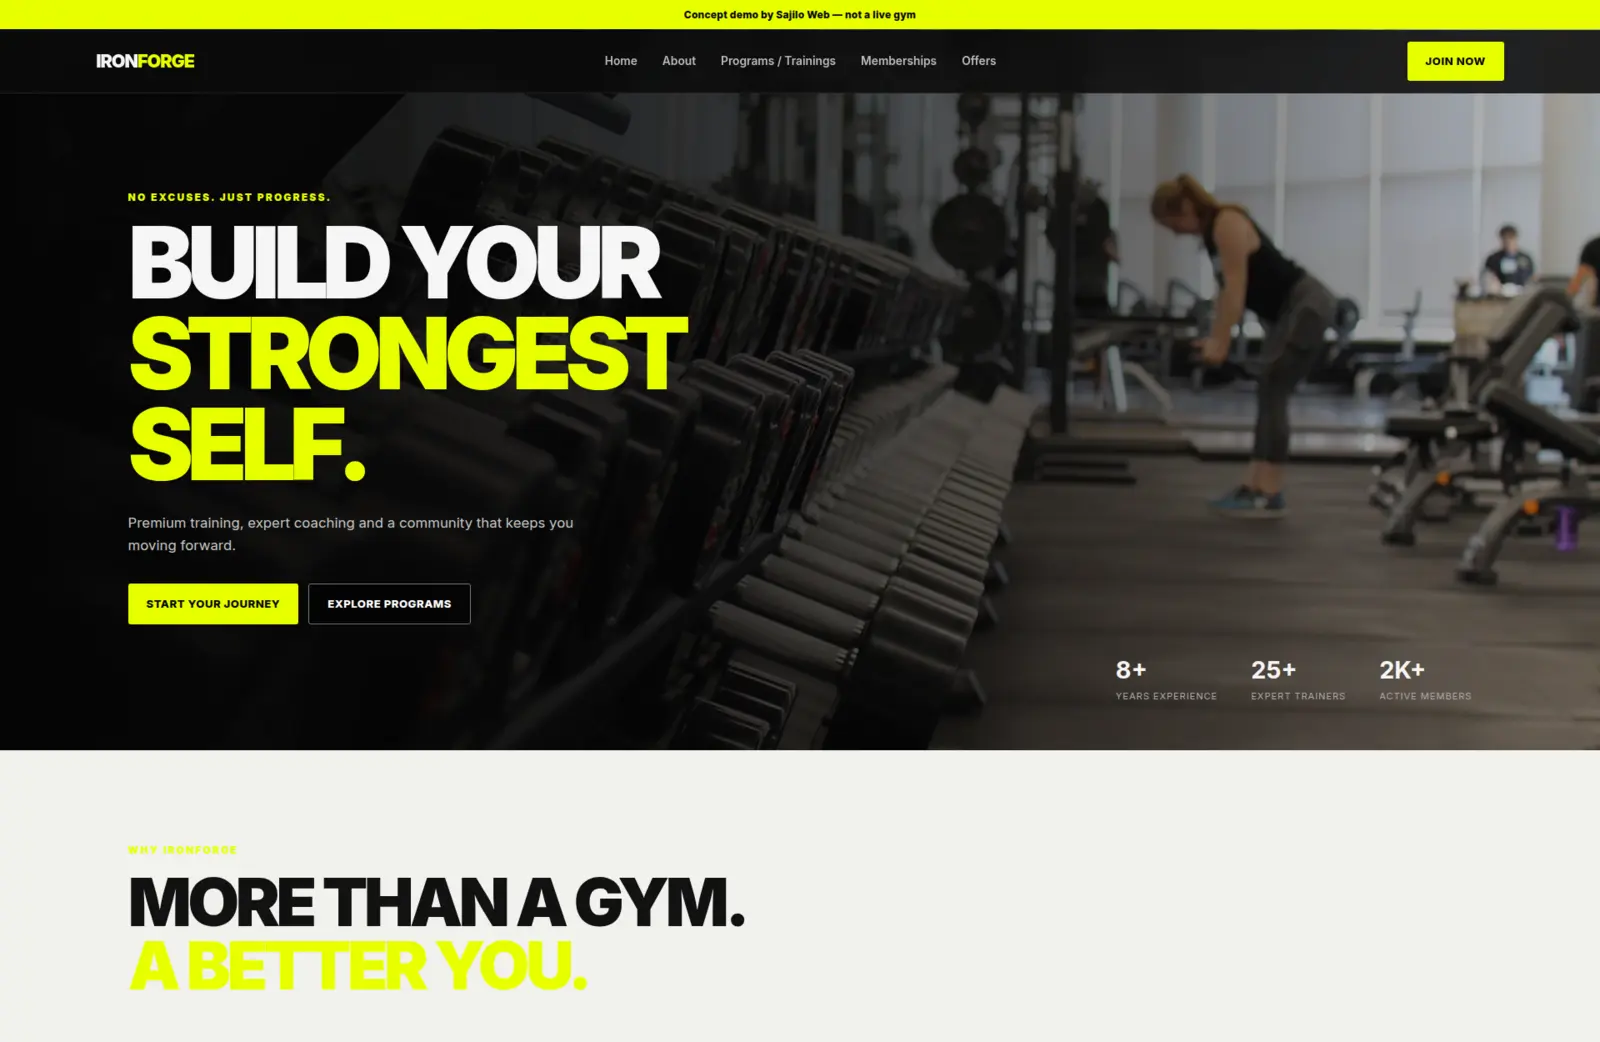 Concept demo by Sajilo Web — not a live gym
IRONFORGE
Home
About
Programs / Trainings
Memberships
Offers
JOIN NOW
NO EXCUSES. JUST PROGRESS.
BUILD YOUR
STRONGEST
SELF.
Premium training, expert coaching and a community that keeps you
moving forward.
START YOUR JOURNEY
EXPLORE PROGRAMS
8+
YEARS EXPERIENCE
25+
EXPERT TRAINERS
2K+
ACTIVE MEMBERS
WHY IRONFORGE
MORE THAN A GYM.
A BETTER YOU.